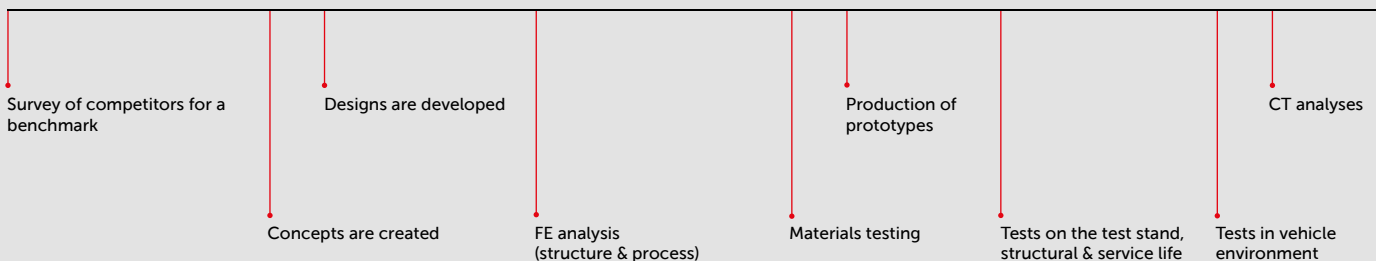 Survey of competitors for a
benchmark
Concepts are created
Designs are developed
FE analysis
(structure & process)
Materials testing
Production of
prototypes
Tests on the test stand,
structural & service life
Tests in vehicle
environment
CT analyses